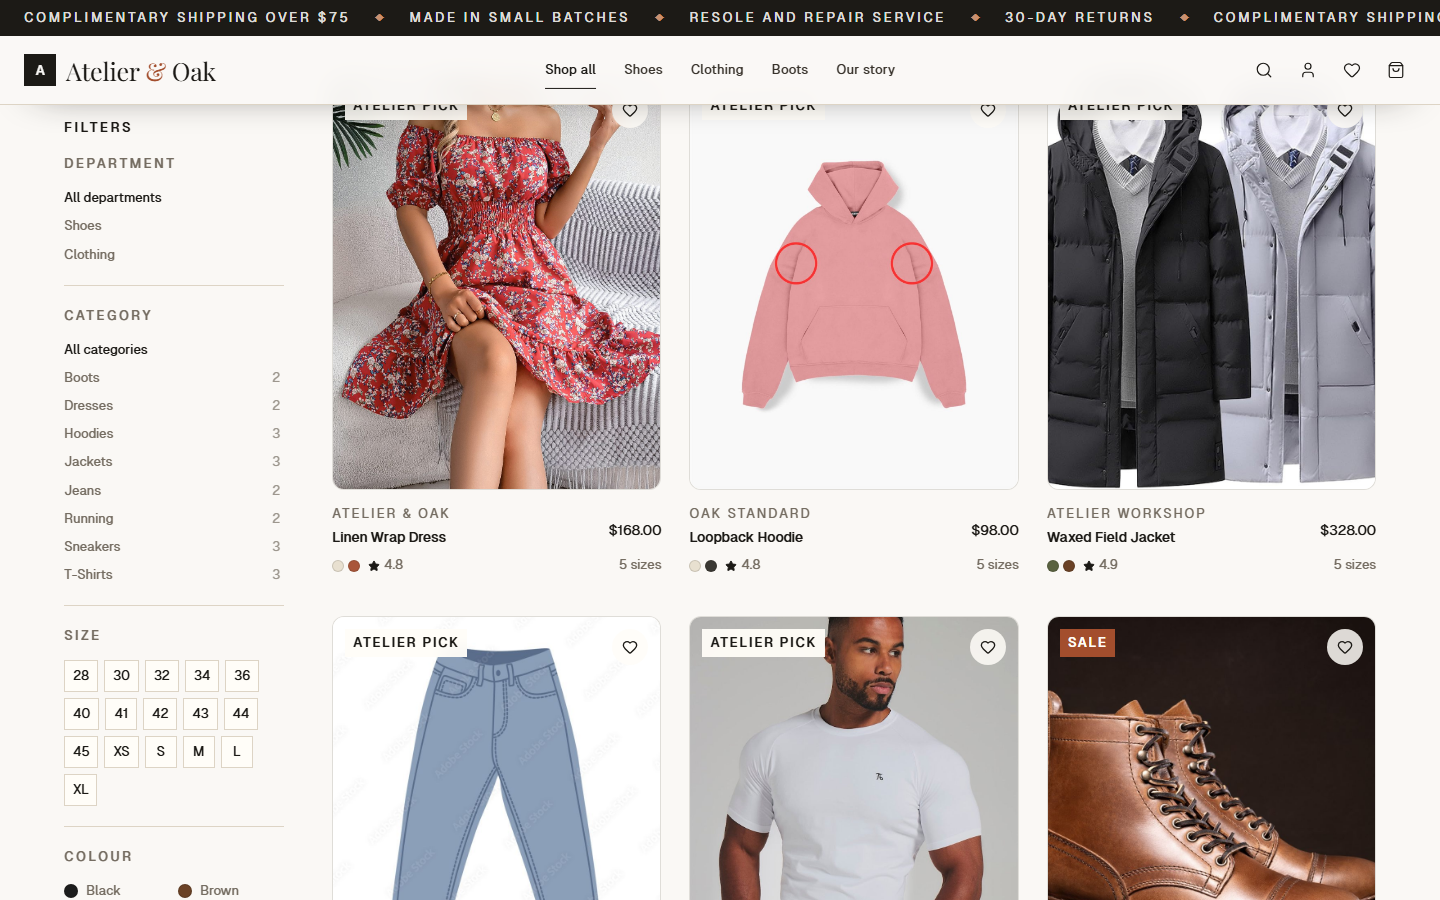 COMPLIMENTARY SHIPPING OVER $75 MADE IN SMALL BATCHES RESOLE AND REPAIR SERVICE 30-DAY RETURNS COMPLIMENTARY SHIPPING
A Atelier & Oak
Shop all Shoes Clothing Boots Our story
ATELIER PICK ATELIER PICK ATELIER PICK
FILTERS
DEPARTMENT
All departments
Shoes
Clothing
CATEGORY
All categories
Boots 2
Dresses 2
Hoodies 3
Jackets 3
Jeans 2
Running 2
Sneakers 3
T-Shirts 3
SIZE
28 30 32 34 36
40 41 42 43 44
45 XS S M L
XL
COLOUR
Black Brown
ATELIER & OAK
Linen Wrap Dress
$168.00
4.8 5 sizes
OAK STANDARD
Loopback Hoodie
$98.00
4.8 5 sizes
ATELIER WORKSHOP
Waxed Field Jacket
$328.00
4.9 5 sizes
ATELIER PICK
ATELIER PICK
SALE